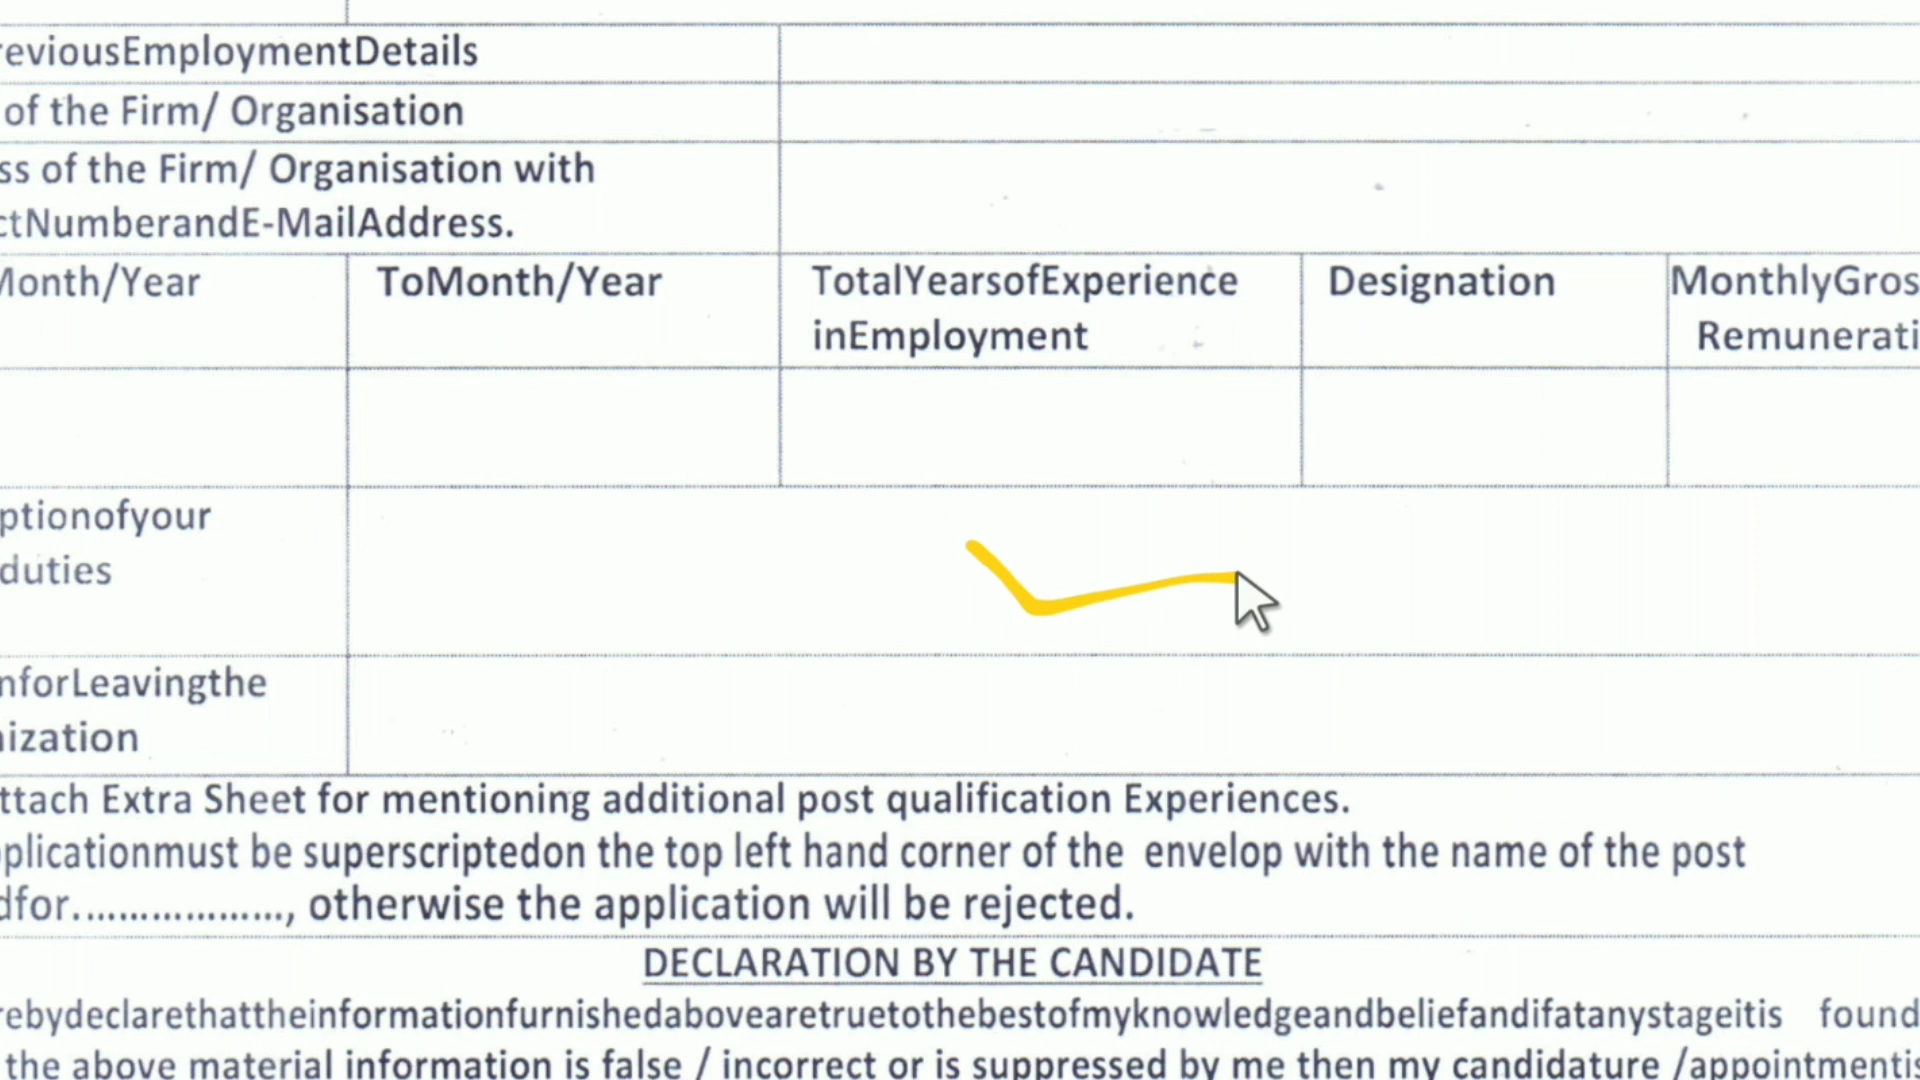 reviousEmploymentDetails
of the Firm/ Organisation
ss of the Firm/ Organisation with
ctNumberandE-MailAddress.
Month/Year ToMonth/Year TotalYearsofExperience Designation MonthlyGros
inEmployment Remunerati
ptionofyour
duties
nforLeavingthe
ization
ttach Extra Sheet for mentioning additional post qualification Experiences.
plicationmust be superscriptedon the top left hand corner of the envelop with the name of the post
dfor..................., otherwise the application will be rejected.
DECLARATION BY THE CANDIDATE
rebydeclarethattheinformationfurnishedabovearetruetothebestofmyknowledgeandbeliefandifatanystageitis found
the above material information is false / incorrect or is suppressed by me then my candidature /appointmentis